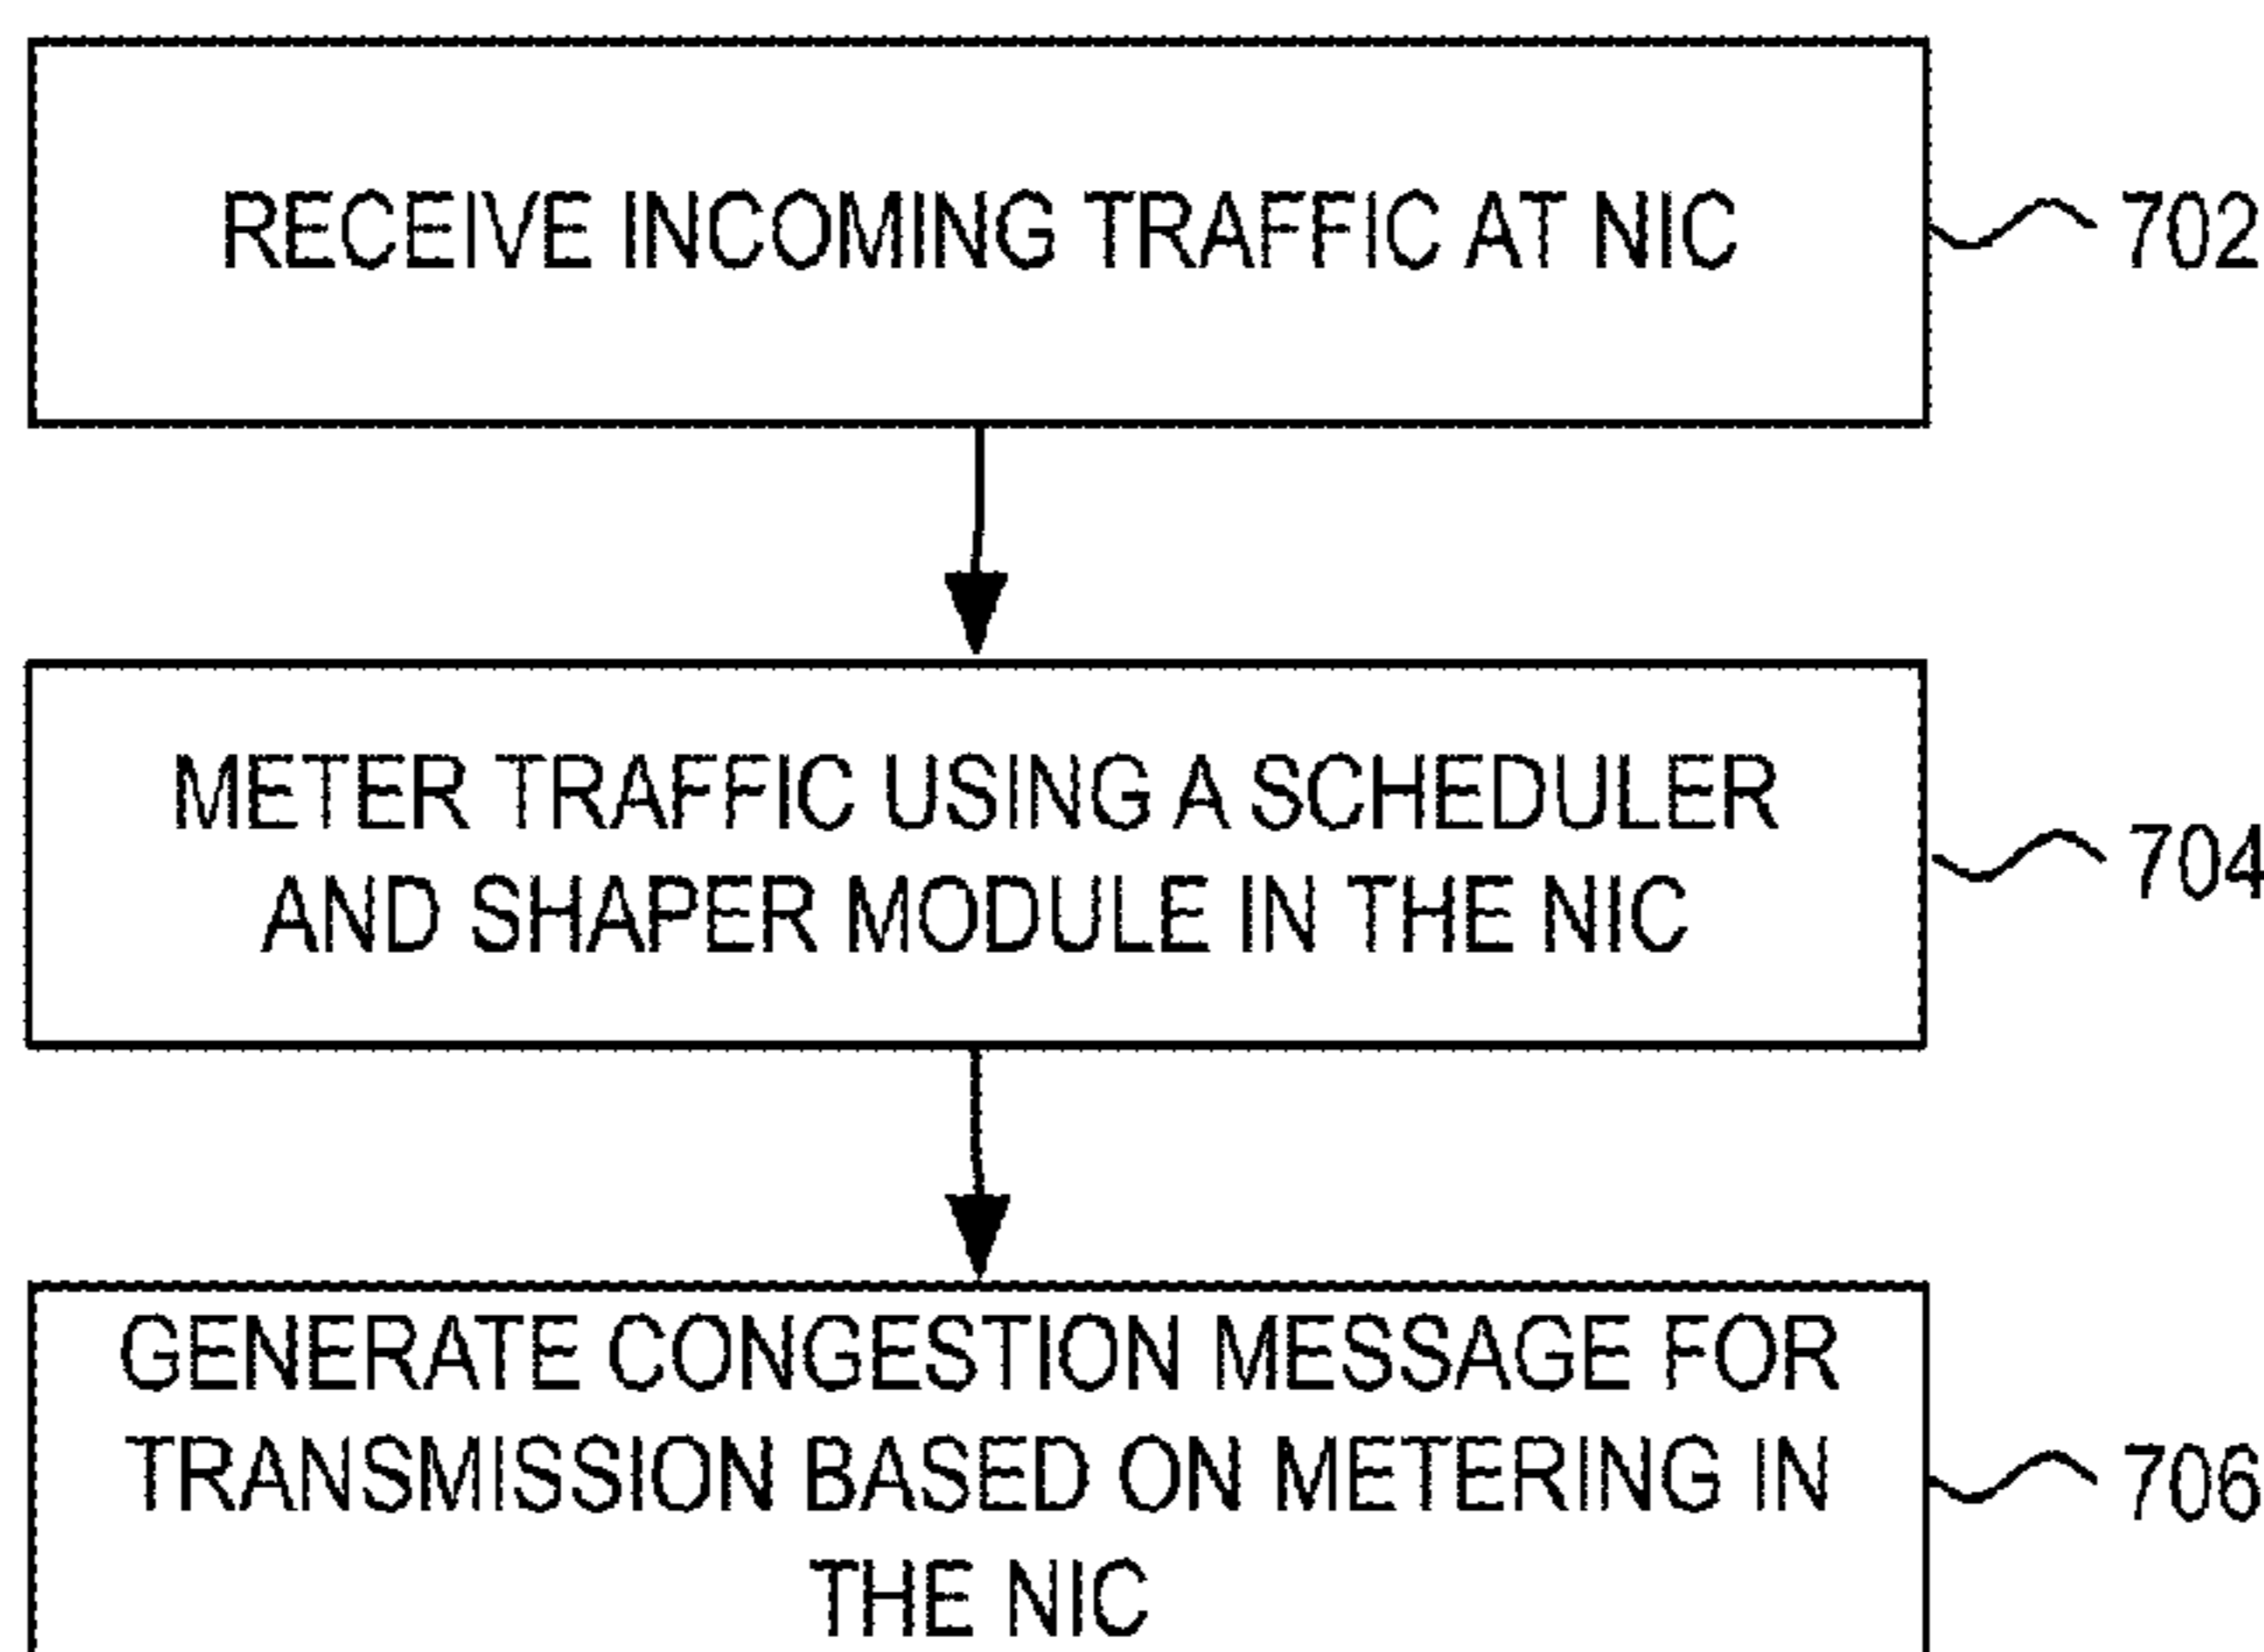 RECEIVE INCOMING TRAFFIC AT NIC
702
METER TRAFFIC USING A SCHEDULER
AND SHAPER MODULE IN THE NIC
704
GENERATE CONGESTION MESSAGE FOR
TRANSMISSION BASED ON METERING IN
THE NIC
706